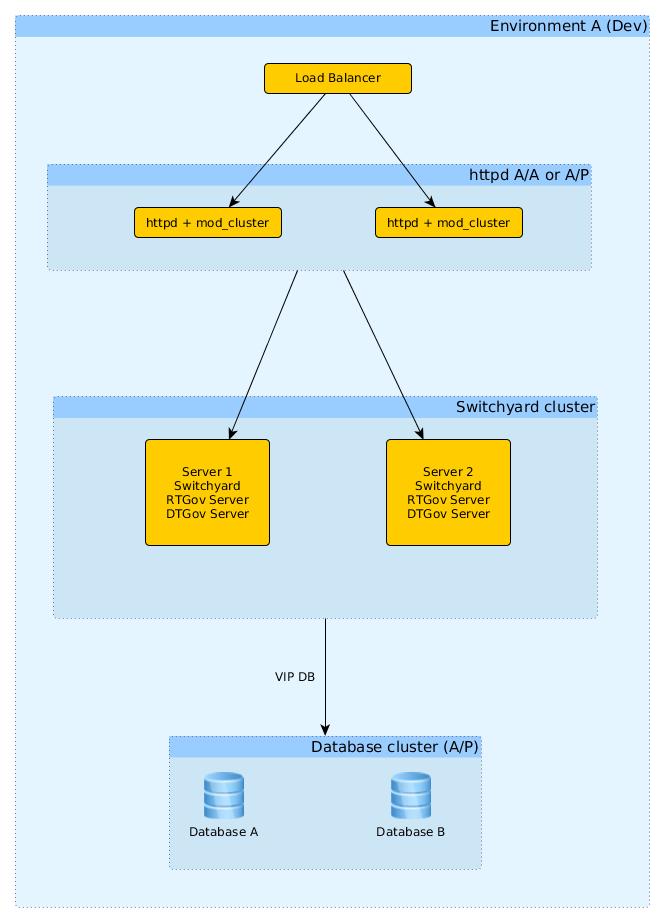 Environment A (Dev)
Load Balancer
httpd A/A or A/P
httpd + mod_cluster
httpd + mod_cluster
Switchyard cluster
Server 1
Switchyard
RTGov Server
DTGov Server
Server 2
Switchyard
RTGov Server
DTGov Server
VIP DB
Database cluster (A/P)
Database A
Database B